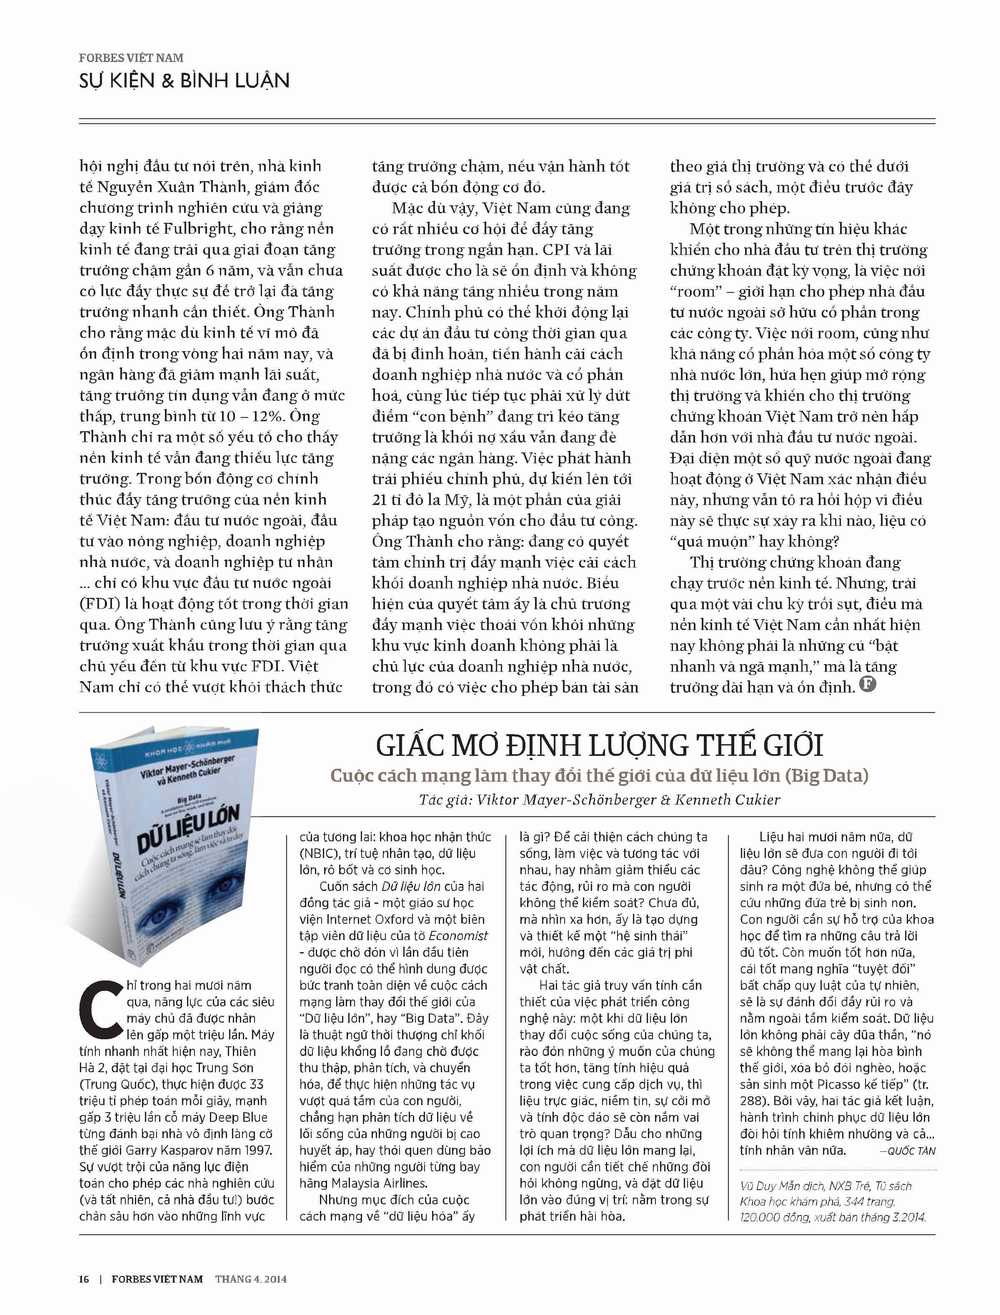 FORBES VIỆT NAM
SỰ KIỆN & BÌNH LUẬN
hội nghị đầu tư nói trên, nhà kinh
tế Nguyễn Xuân Thành, giám đốc
chương trình nghiên cứu và giảng
dạy kinh tế Fulbright, cho rằng nền
kinh tế đang trải qua giai đoạn tăng
trưởng chậm gần 6 năm, và vẫn chưa
có lực đẩy thực sự để trở lại đà tăng
trưởng nhanh cần thiết. Ông Thành
cho rằng mặc dù kinh tế vĩ mô đã
ổn định trong vòng hai năm nay, và
ngân hàng đã giảm mạnh lãi suất,
tăng trưởng tín dụng vẫn đang ở mức
thấp, trung bình từ 10 – 12%. Ông
Thành chỉ ra một số yếu tố cho thấy
nền kinh tế vẫn đang thiếu lực tăng
trưởng. Trong bốn động cơ chính
thúc đẩy tăng trưởng của nền kinh
tế Việt Nam: đầu tư nước ngoài, đầu
tư vào nông nghiệp, doanh nghiệp
nhà nước, và doanh nghiệp tư nhân
... chỉ có khu vực đầu tư nước ngoài
(FDI) là hoạt động tốt trong thời gian
qua. Ông Thành cũng lưu ý rằng tăng
trưởng xuất khẩu trong thời gian qua
chủ yếu đến từ khu vực FDI. Việt
Nam chỉ có thể vượt khỏi thách thức
tăng trưởng chậm, nếu vận hành tốt
được cả bốn động cơ đó.
Mặc dù vậy, Việt Nam cũng đang
có rất nhiều cơ hội để đẩy tăng
trưởng trong ngắn hạn. CPI và lãi
suất được cho là sẽ ổn định và không
có khả năng tăng nhiều trong năm
nay. Chính phủ có thể khởi động lại
các dự án đầu tư công thời gian qua
đã bị đình hoãn, tiến hành cải cách
doanh nghiệp nhà nước và cổ phần
hoá, cùng lúc tiếp tục phải xử lý dứt
điểm “con bệnh” đang trì kéo tăng
trưởng là khối nợ xấu vẫn đang đè
nặng các ngân hàng. Việc phát hành
trái phiếu chính phủ, dự kiến lên tới
21 tỉ đô la Mỹ, là một phần của giải
pháp tạo nguồn vốn cho đầu tư công.
Ông Thành cho rằng: đang có quyết
tâm chính trị đẩy mạnh việc cải cách
khối doanh nghiệp nhà nước. Biểu
hiện của quyết tâm ấy là chủ trương
đẩy mạnh việc thoái vốn khỏi những
khu vực kinh doanh không phải là
chủ lực của doanh nghiệp nhà nước,
trong đó có việc cho phép bán tài sản
theo giá thị trường và có thể dưới
giá trị sổ sách, một điều trước đây
không cho phép.
Một trong những tín hiệu khác
khiến cho nhà đầu tư trên thị trường
chứng khoán đặt kỳ vọng, là việc nới
“room” – giới hạn cho phép nhà đầu
tư nước ngoài sở hữu cổ phần trong
các công ty. Việc nới room, cũng như
khả năng cổ phần hóa một số công ty
nhà nước lớn, hứa hẹn giúp mở rộng
thị trường và khiến cho thị trường
chứng khoán Việt Nam trở nên hấp
dẫn hơn với nhà đầu tư nước ngoài.
Đại diện một số quỹ nước ngoài đang
hoạt động ở Việt Nam xác nhận điều
này, nhưng vẫn tỏ ra hồi hộp vì điều
này sẽ thực sự xảy ra khi nào, liệu có
“quá muộn” hay không?
Thị trường chứng khoán đang
chạy trước nền kinh tế. Nhưng, trải
qua một vài chu kỳ trồi sụt, điều mà
nền kinh tế Việt Nam cần nhất hiện
nay không phải là những cú “bật
nhanh và ngã mạnh,” mà là tăng
trưởng dài hạn và ổn định. F
KHOA HỌC KHÁM PHÁ
Viktor Mayer-Schönberger
và Kenneth Cukier
Big Data
DỮ LIỆU LỚN
Cuộc cách mạng sẽ làm thay đổi
cách chúng ta sống, làm việc và tư duy
DỮ LIỆU LỚN
GIẤC MƠ ĐỊNH LƯỢNG THẾ GIỚI
Cuộc cách mạng làm thay đổi thế giới của dữ liệu lớn (Big Data)
Tác giả: Viktor Mayer-Schönberger & Kenneth Cukier
Chỉ trong hai mươi năm
qua, năng lực của các siêu
máy chủ đã được nhân
lên gấp một triệu lần. Máy
tính nhanh nhất hiện nay, Thiên
Hà 2, đặt tại đại học Trung Sơn
(Trung Quốc), thực hiện được 33
triệu tỉ phép toán mỗi giây, mạnh
gấp 3 triệu lần cỗ máy Deep Blue
từng đánh bại nhà vô địch làng cờ
thế giới Garry Kasparov năm 1997.
Sự vượt trội của năng lực điện
toán cho phép các nhà nghiên cứu
(và tất nhiên, cả nhà đầu tư!) bước
chân sâu hơn vào những lĩnh vực
của tương lai: khoa học nhận thức
(NBIC), trí tuệ nhân tạo, dữ liệu
lớn, rô bốt và cơ sinh học.
Cuốn sách Dữ liệu lớn của hai
đồng tác giả - một giáo sư học
viện Internet Oxford và một biên
tập viên dữ liệu của tờ Economist
- được chờ đón vì lần đầu tiên
người đọc có thể hình dung được
bức tranh toàn diện về cuộc cách
mạng làm thay đổi thế giới của
“Dữ liệu lớn”, hay “Big Data”. Đây
là thuật ngữ thời thượng chỉ khối
dữ liệu khổng lồ đang chờ được
thu thập, phân tích, và chuyển
hóa, để thực hiện những tác vụ
vượt quá tầm của con người,
chẳng hạn phân tích dữ liệu về
lối sống của những người bị cao
huyết áp, hay thói quen dùng bảo
hiểm của những người từng bay
hãng Malaysia Airlines.
Nhưng mục đích của cuộc
cách mạng về “dữ liệu hóa” ấy
là gì? Để cải thiện cách chúng ta
sống, làm việc và tương tác với
nhau, hay nhằm giảm thiểu các
tác động, rủi ro mà con người
không thể kiểm soát? Chưa đủ,
mà nhìn xa hơn, ấy là tạo dựng
và thiết kế một “hệ sinh thái”
mới, hướng đến các giá trị phi
vật chất.
Hai tác giả truy vấn tính cần
thiết của việc phát triển công
nghệ này: một khi dữ liệu lớn
thay đổi cuộc sống của chúng ta,
rào đón những ý muốn của chúng
ta tốt hơn, tăng tính hiệu quả
trong việc cung cấp dịch vụ, thì
liệu trực giác, niềm tin, sự cởi mở
và tính độc đáo sẽ còn nắm vai
trò quan trọng? Dẫu cho những
lợi ích mà dữ liệu lớn mang lại,
con người cần tiết chế những đòi
hỏi không ngừng, và đặt dữ liệu
lớn vào đúng vị trí: nằm trong sự
phát triển hài hòa.
Liệu hai mươi năm nữa, dữ
liệu lớn sẽ đưa con người đi tới
đâu? Công nghệ không thể giúp
sinh ra một đứa bé, nhưng có thể
cứu những đứa trẻ bị sinh non.
Con người cần sự hỗ trợ của khoa
học để tìm ra những câu trả lời
đủ tốt. Còn muốn tốt hơn nữa,
cái tốt mang nghĩa “tuyệt đối”
bất chấp quy luật của tự nhiên,
sẽ là sự đánh đổi đầy rủi ro và
nằm ngoài tầm kiểm soát. Dữ liệu
lớn không phải cây đũa thần, “nó
sẽ không thể mang lại hòa bình
thế giới, xóa bỏ đói nghèo, hoặc
sản sinh một Picasso kế tiếp” (tr.
288). Bởi vậy, hai tác giả kết luận,
hành trình chinh phục dữ liệu lớn
đòi hỏi tính khiêm nhường và cả...
tính nhân văn nữa. —QUỐC TÂN
Vũ Duy Mẫn dịch, NXB Trẻ, Tủ sách
Khoa học khám phá, 344 trang,
120.000 đồng, xuất bản tháng 3.2014.
16 | FORBES VIỆT NAM THÁNG 4, 2014